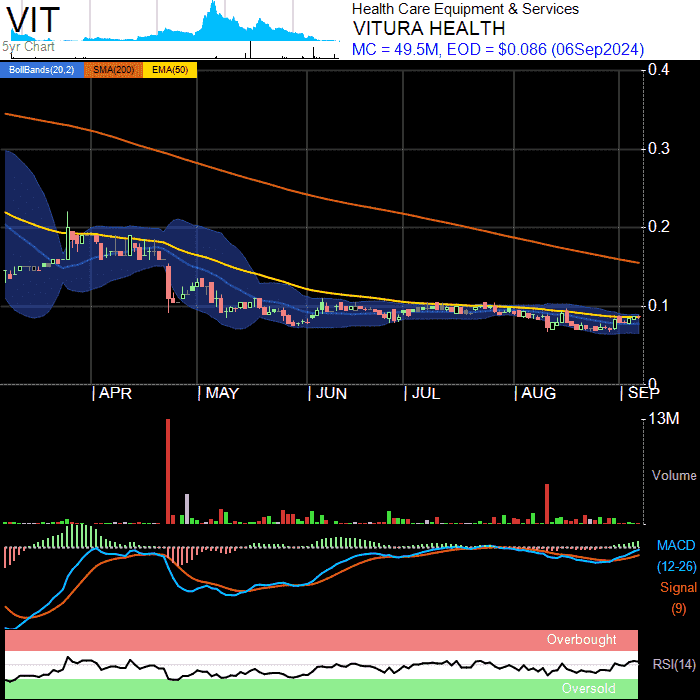 VIT
Health Care Equipment & Services
VITURA HEALTH
5yr Chart
MC = 49.5M, EOD = $0.086 (06Sep2024)
BollBands(20,2) SMA(200) EMA(50)
0.4
0.3
0.2
0.1
0
APR MAY JUN JUL AUG SEP
13M
Volume
MACD
(12-26)
Signal
(9)
Overbought
RSI(14)
Oversold